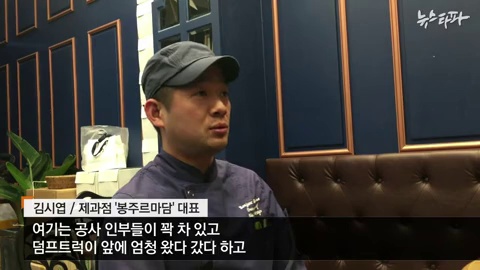 뉴스타파
김시엽 / 제과점 '봉주르마담' 대표
여기는 공사 인부들이 꽉 차 있고
덤프트럭이 앞에 엄청 왔다 갔다 하고